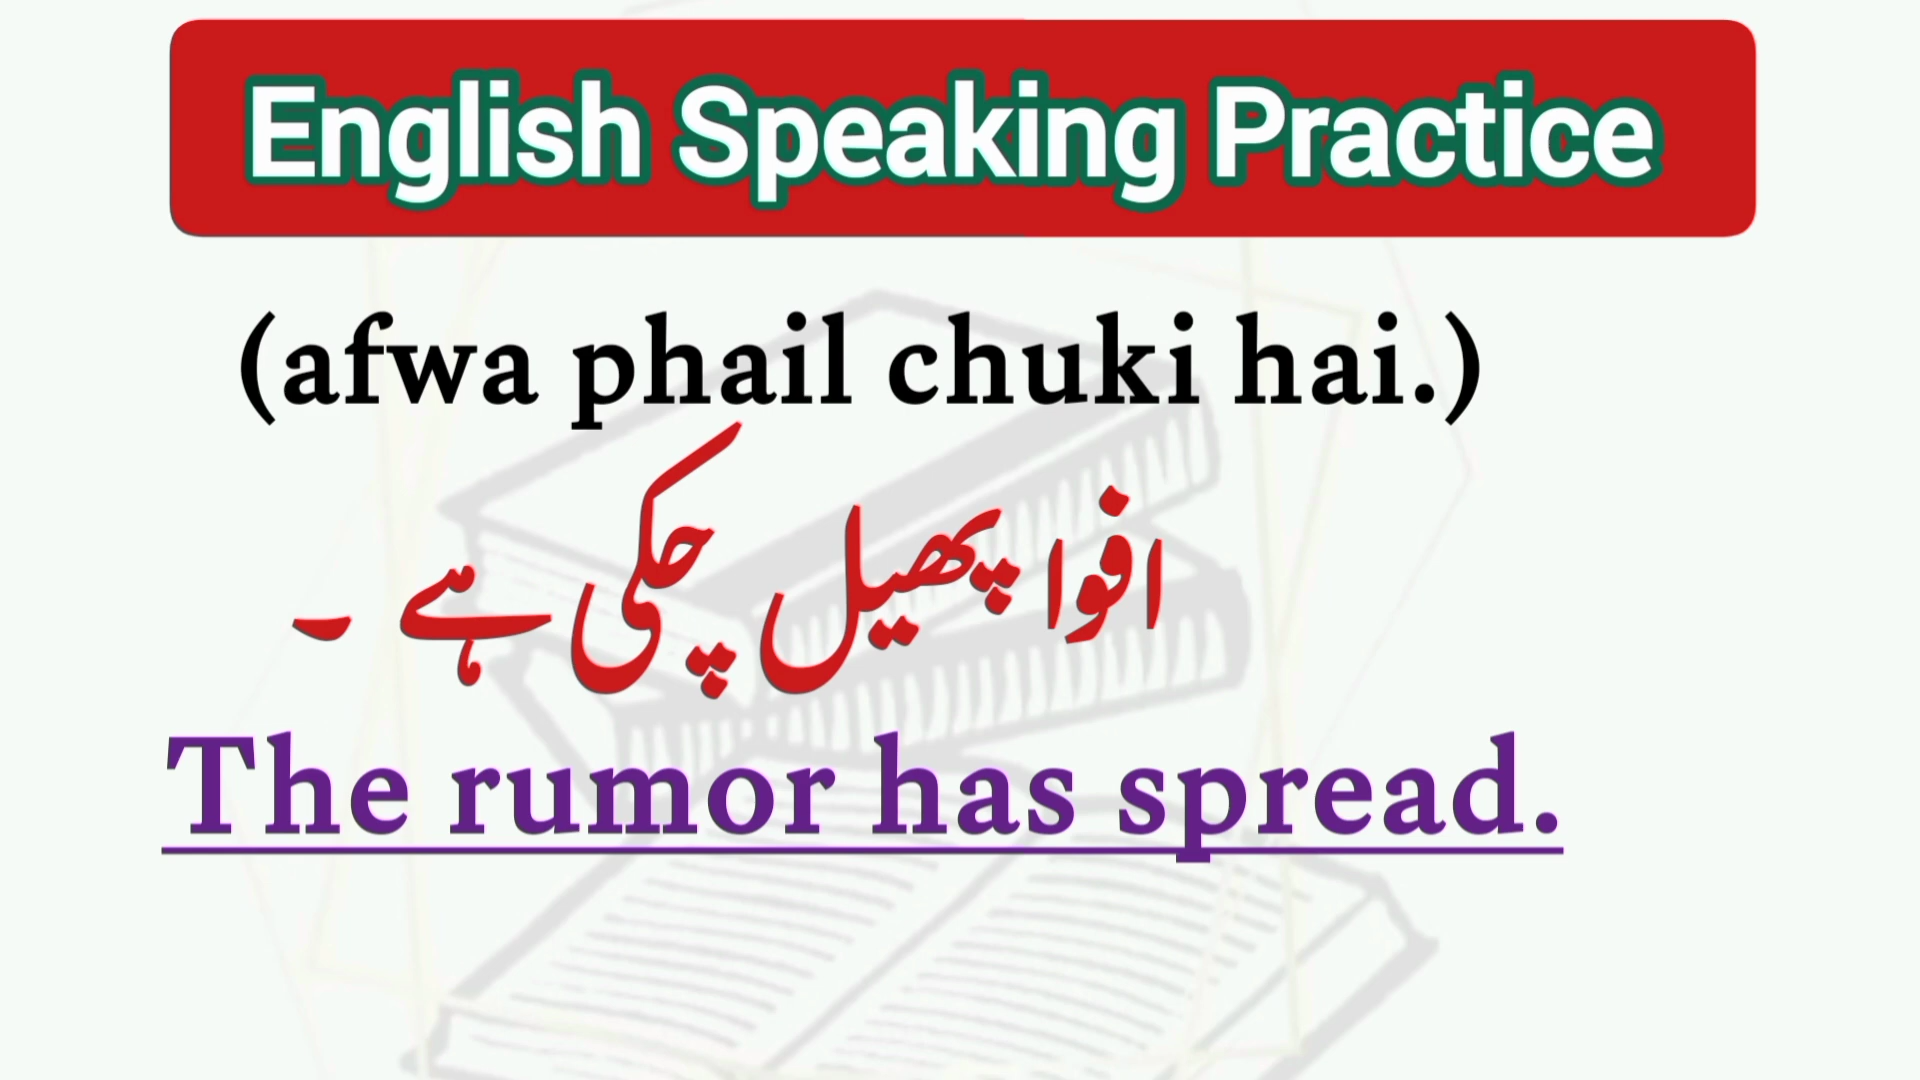 English Speaking Practice
(afwa phail chuki hai.)
افوا پھیل چکی ہے ۔
The rumor has spread.